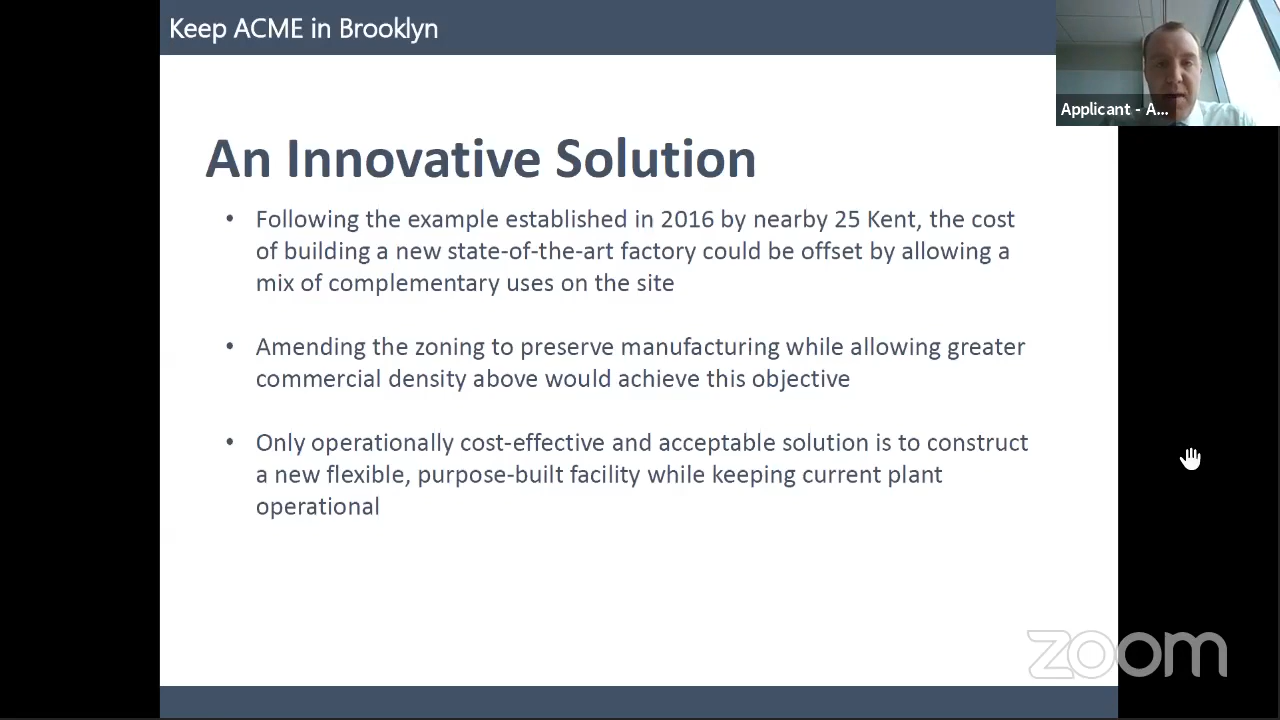 Keep ACME in Brooklyn
Applicant - A...
An Innovative Solution
• Following the example established in 2016 by nearby 25 Kent, the cost
of building a new state-of-the-art factory could be offset by allowing a
mix of complementary uses on the site
• Amending the zoning to preserve manufacturing while allowing greater
commercial density above would achieve this objective
• Only operationally cost-effective and acceptable solution is to construct
a new flexible, purpose-built facility while keeping current plant
operational
zoom